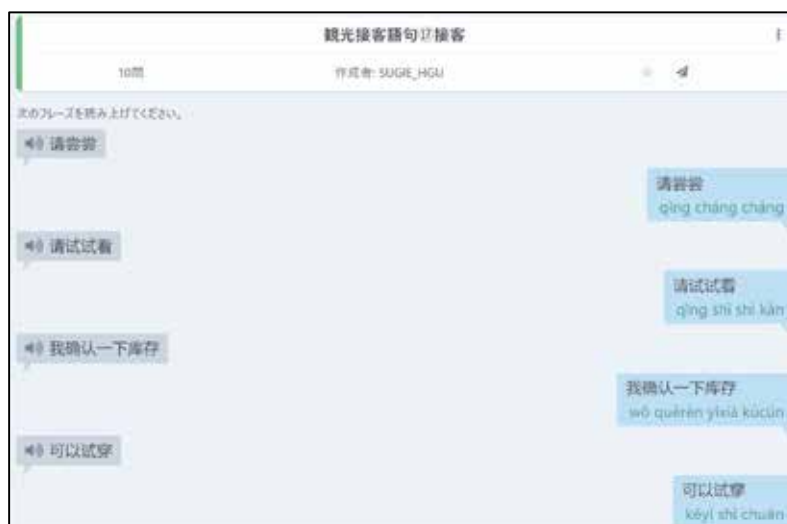 観光接客語句17接客
10問
作成者: SUGIE_HGU
次のフレーズを読み上げてください。
请尝尝
请尝尝
qǐng cháng cháng
请试试看
请试试看
qǐng shì shì kàn
我确认一下库存
我确认一下库存
wǒ quèrèn yíxià kùcún
可以试穿
可以试穿
kěyǐ shì chuān